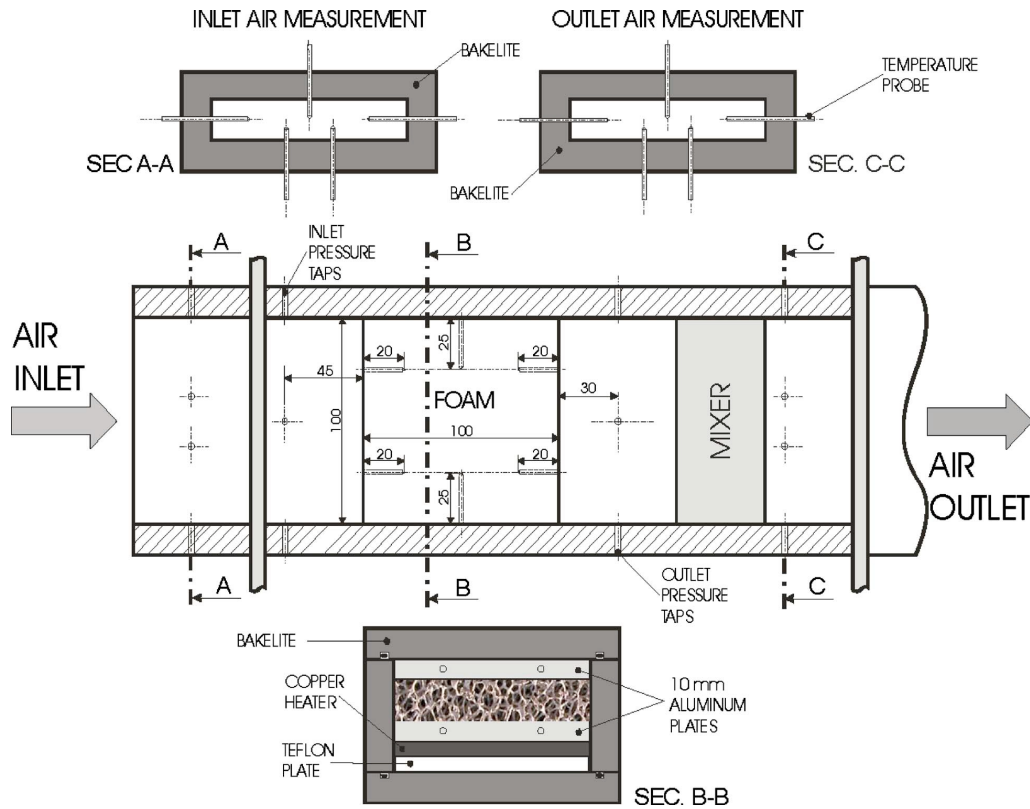 INLET AIR MEASUREMENT
OUTLET AIR MEASUREMENT
BAKELITE
TEMPERATURE
PROBE
SEC A-A
BAKELITE
SEC. C-C
A
INLET
PRESSURE
TAPS
B
C
AIR
INLET
45
100
20
25
20
FOAM
100
20
25
20
30
MIXER
AIR
OUTLET
A
B
OUTLET
PRESSURE
TAPS
C
BAKELITE
COPPER
HEATER
TEFLON
PLATE
10 mm
ALUMINUM
PLATES
SEC. B-B